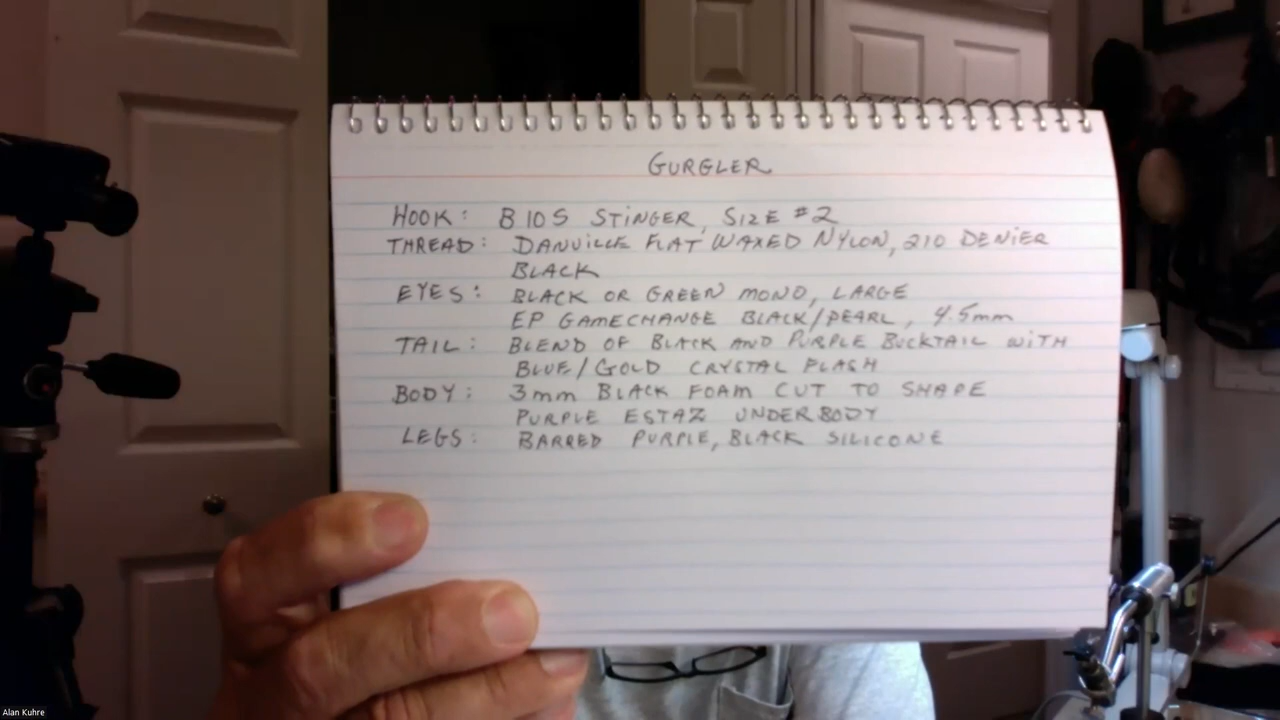 GURGLER
HOOK: B10S STINGER, SIZE #2
THREAD: DANVILLE FLAT WAXED NYLON, 210 DENIER
BLACK
EYES: BLACK OR GREEN MONO, LARGE
EP GAMECHANGE BLACK/PEARL, 4.5mm
TAIL: BLEND OF BLACK AND PURPLE BUCKTAIL WITH
BLUE/GOLD CRYSTAL FLASH
BODY: 3mm BLACK FOAM CUT TO SHAPE
PURPLE ESTAZ UNDERBODY
LEGS: BARRED PURPLE, BLACK SILICONE
Alan Kuhre